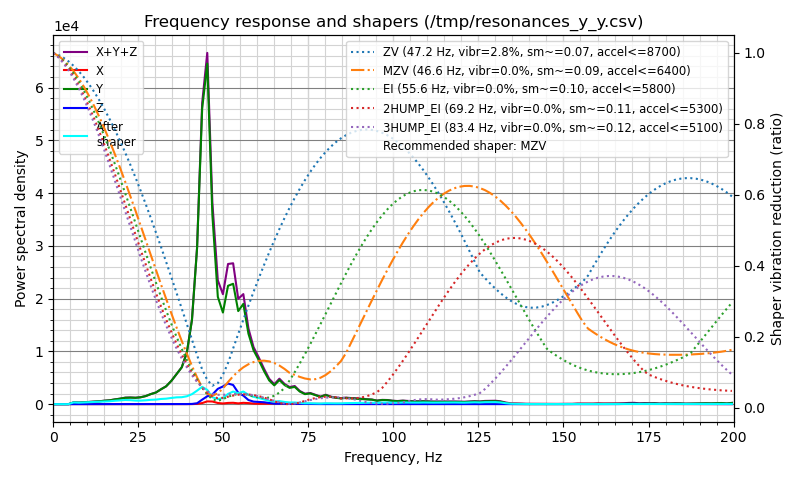 Frequency response and shapers (/tmp/resonances_y_y.csv)
1e4
X+Y+Z
X
Y
Z
After
shaper
ZV (47.2 Hz, vibr=2.8%, sm~=0.07, accel<=8700)
MZV (46.6 Hz, vibr=0.0%, sm~=0.09, accel<=6400)
EI (55.6 Hz, vibr=0.0%, sm~=0.10, accel<=5800)
2HUMP_EI (69.2 Hz, vibr=0.0%, sm~=0.11, accel<=5300)
3HUMP_EI (83.4 Hz, vibr=0.0%, sm~=0.12, accel<=5100)
Recommended shaper: MZV
Power spectral density
6
5
4
3
2
1
0
1.0
0.8
0.6
0.4
0.2
0.0
Shaper vibration reduction (ratio)
0 25 50 75 100 125 150 175 200
Frequency, Hz